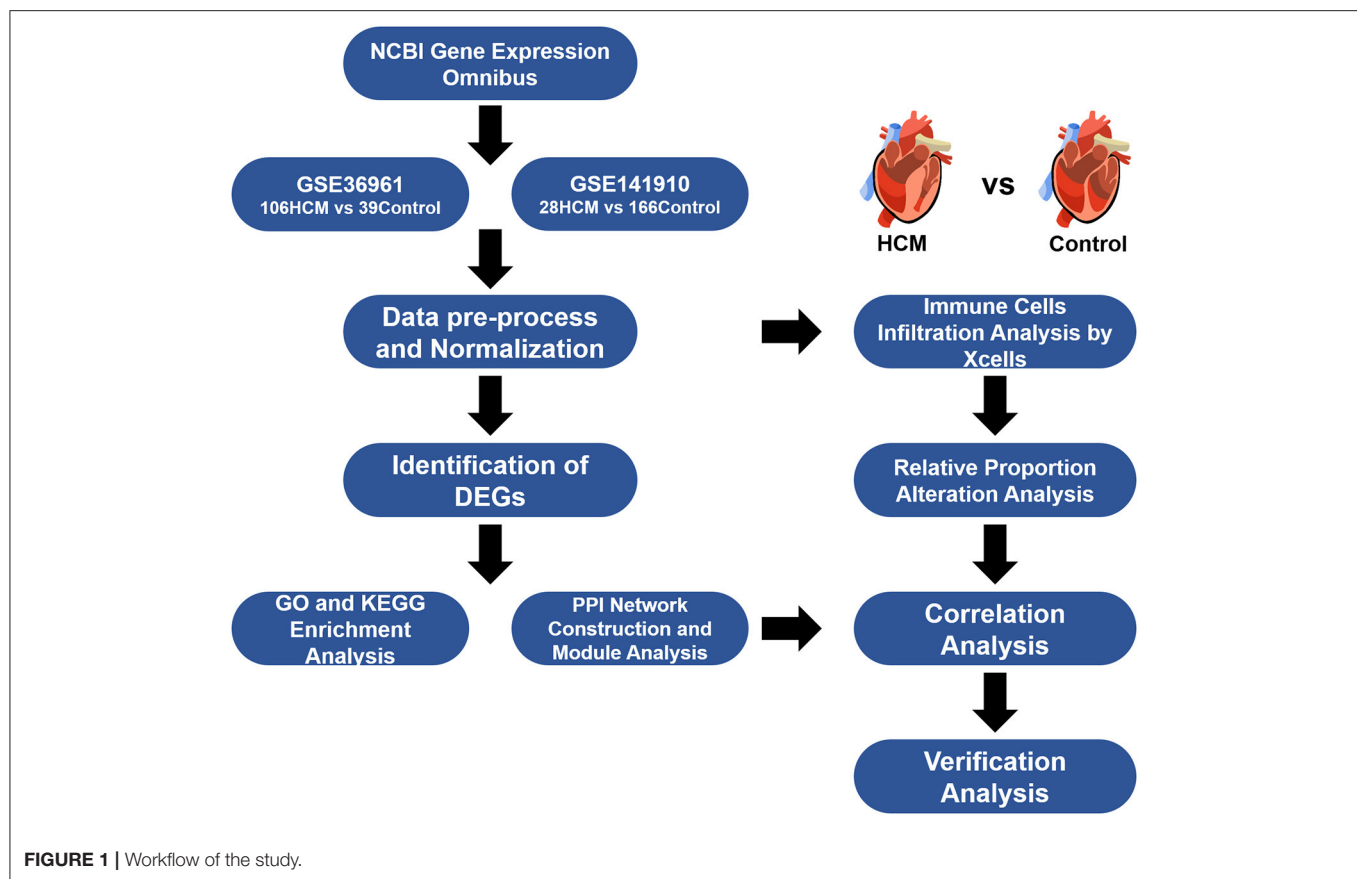 NCBI Gene Expression
Omnibus
GSE36961
106HCM vs 39Control
GSE141910
28HCM vs 166Control
HCM
vs
Control
Data pre-process
and Normalization
Immune Cells
Infiltration Analysis by
Xcells
Identification of
DEGs
Relative Proportion
Alteration Analysis
GO and KEGG
Enrichment
Analysis
PPI Network
Construction and
Module Analysis
Correlation
Analysis
Verification
Analysis
FIGURE 1 | Workflow of the study.